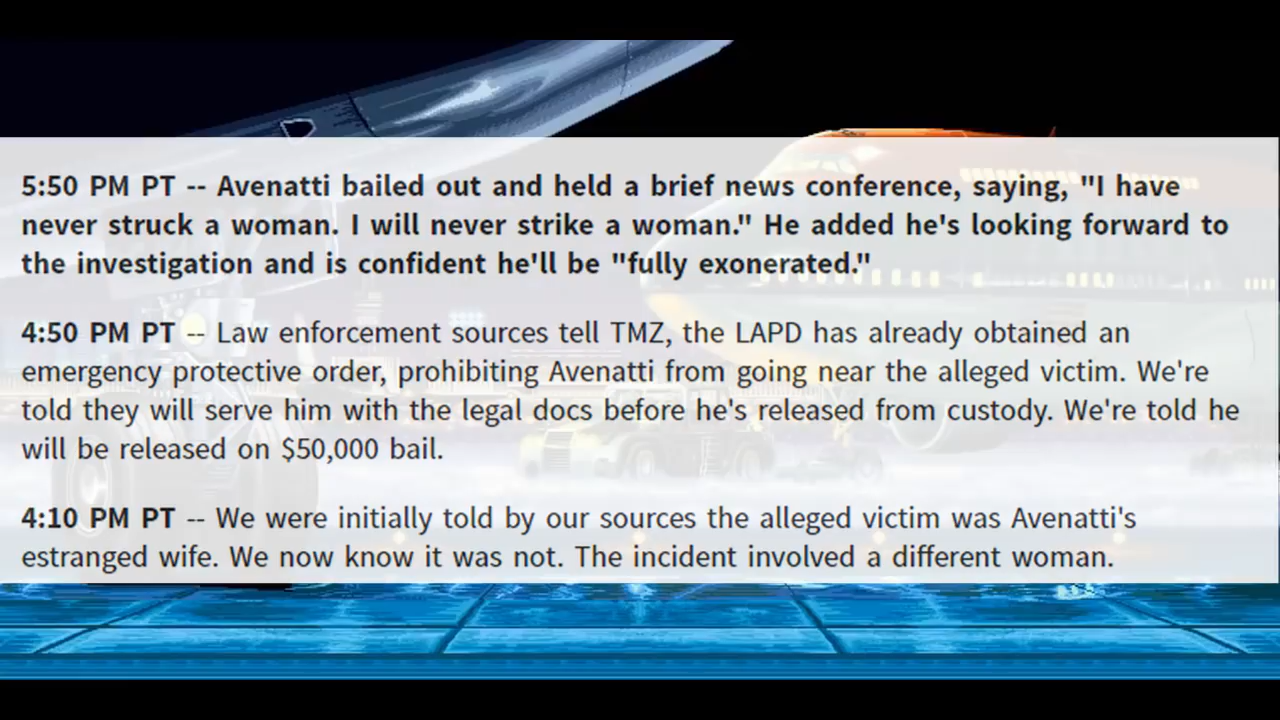 5:50 PM PT -- Avenatti bailed out and held a brief news conference, saying, "I have
never struck a woman. I will never strike a woman." He added he's looking forward to
the investigation and is confident he'll be "fully exonerated."
4:50 PM PT -- Law enforcement sources tell TMZ, the LAPD has already obtained an
emergency protective order, prohibiting Avenatti from going near the alleged victim. We're
told they will serve him with the legal docs before he's released from custody. We're told he
will be released on $50,000 bail.
4:10 PM PT -- We were initially told by our sources the alleged victim was Avenatti's
estranged wife. We now know it was not. The incident involved a different woman.